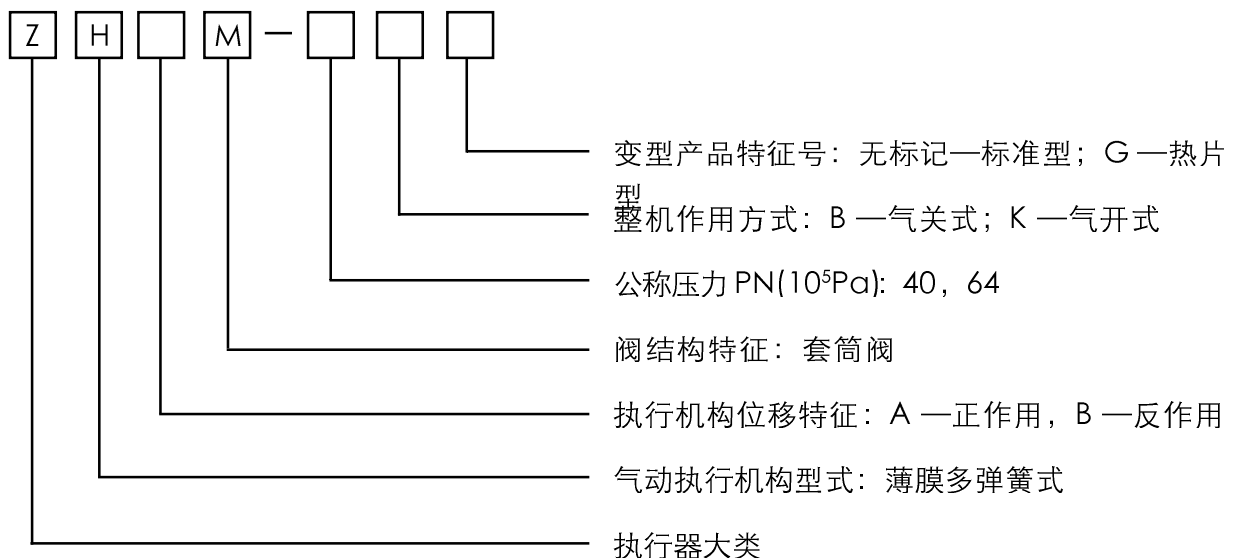 Z H M —
变型产品特征号：无标记—标准型；G —热片
型
整机作用方式：B —气关式；K —气开式
公称压力 PN(10⁵Pa)：40，64
阀结构特征：套筒阀
执行机构位移特征：A —正作用，B —反作用
气动执行机构型式：薄膜多弹簧式
执行器大类